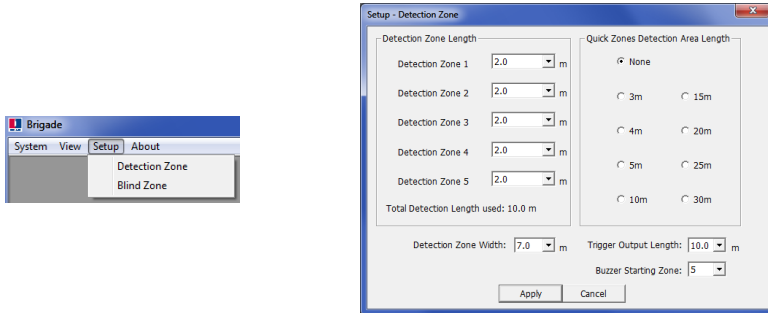 Brigade
System View Setup About
Detection Zone
Blind Zone
Setup - Detection Zone
Detection Zone Length
Detection Zone 1 2.0 m
Detection Zone 2 2.0 m
Detection Zone 3 2.0 m
Detection Zone 4 2.0 m
Detection Zone 5 2.0 m
Total Detection Length used: 10.0 m
Quick Zones Detection Area Length
None
3m 15m
4m 20m
5m 25m
10m 30m
Detection Zone Width: 7.0 m
Trigger Output Length: 10.0 m
Buzzer Starting Zone: 5
Apply Cancel